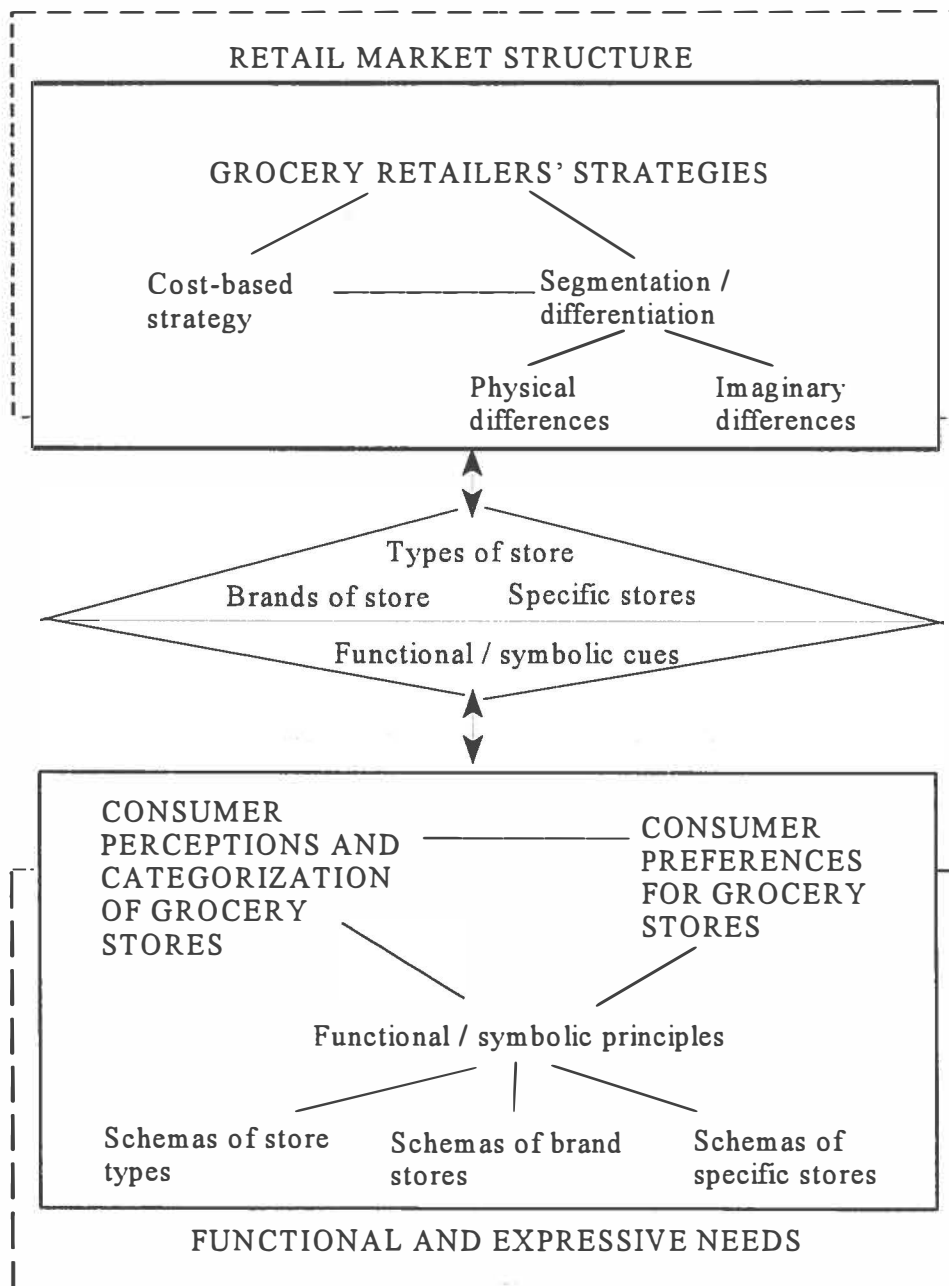 RETAIL MARKET STRUCTURE
GROCERY RETAILERS' STRATEGIES
Cost-based
strategy
Segmentation /
differentiation
Physical
differences
Imaginary
differences
Types of store
Brands of store
Specific stores
Functional / symbolic cues
CONSUMER
PERCEPTIONS AND
CATEGORIZATION
OF GROCERY
STORES
CONSUMER
PREFERENCES
FOR GROCERY
STORES
Functional / symbolic principles
Schemas of store
types
Schemas of brand
stores
Schemas of
specific stores
FUNCTIONAL AND EXPRESSIVE NEEDS